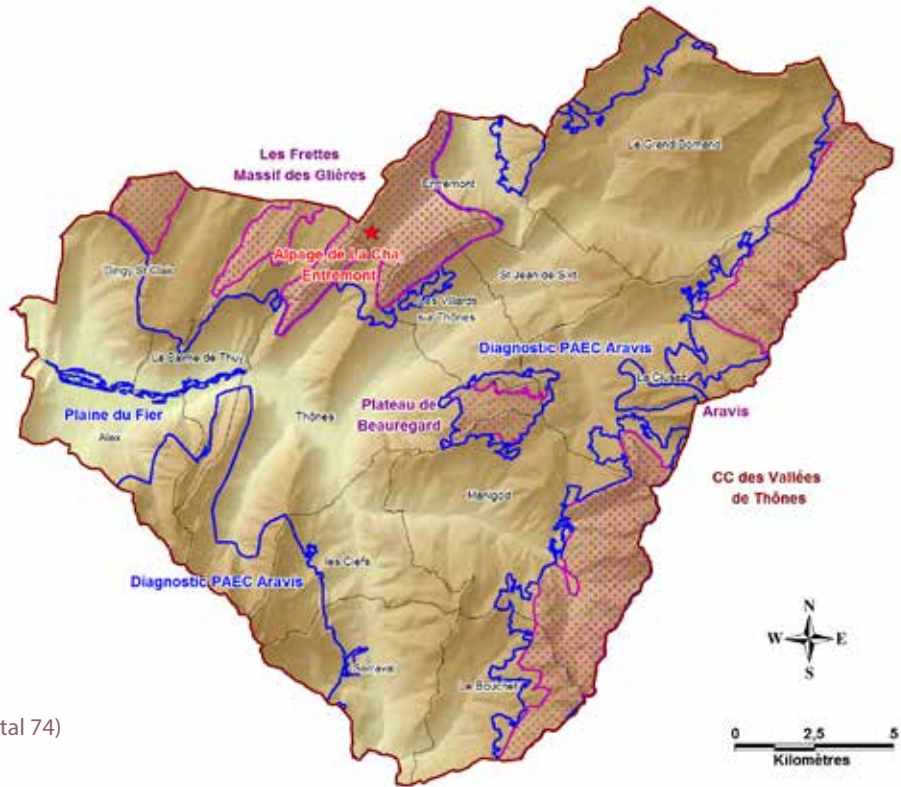 Le Grand Bornand
Les Frettes
Massif des Glières
Entremont
Alpage de La Cha
Entremont
Dingy St Clair
St Jean de Sixt
Les Villards
sur Thônes
Diagnostic PAEC Aravis
La Balme de Thuy
La Clusaz
Plaine du Fier
Thônes
Plateau de
Beauregard
Aravis
Alex
CC des Vallées
de Thônes
Manigod
les Clefs
Diagnostic PAEC Aravis
Serraval
Le Bouchet
N
W
E
S
tal 74)
0
2,5
5
Kilomètres